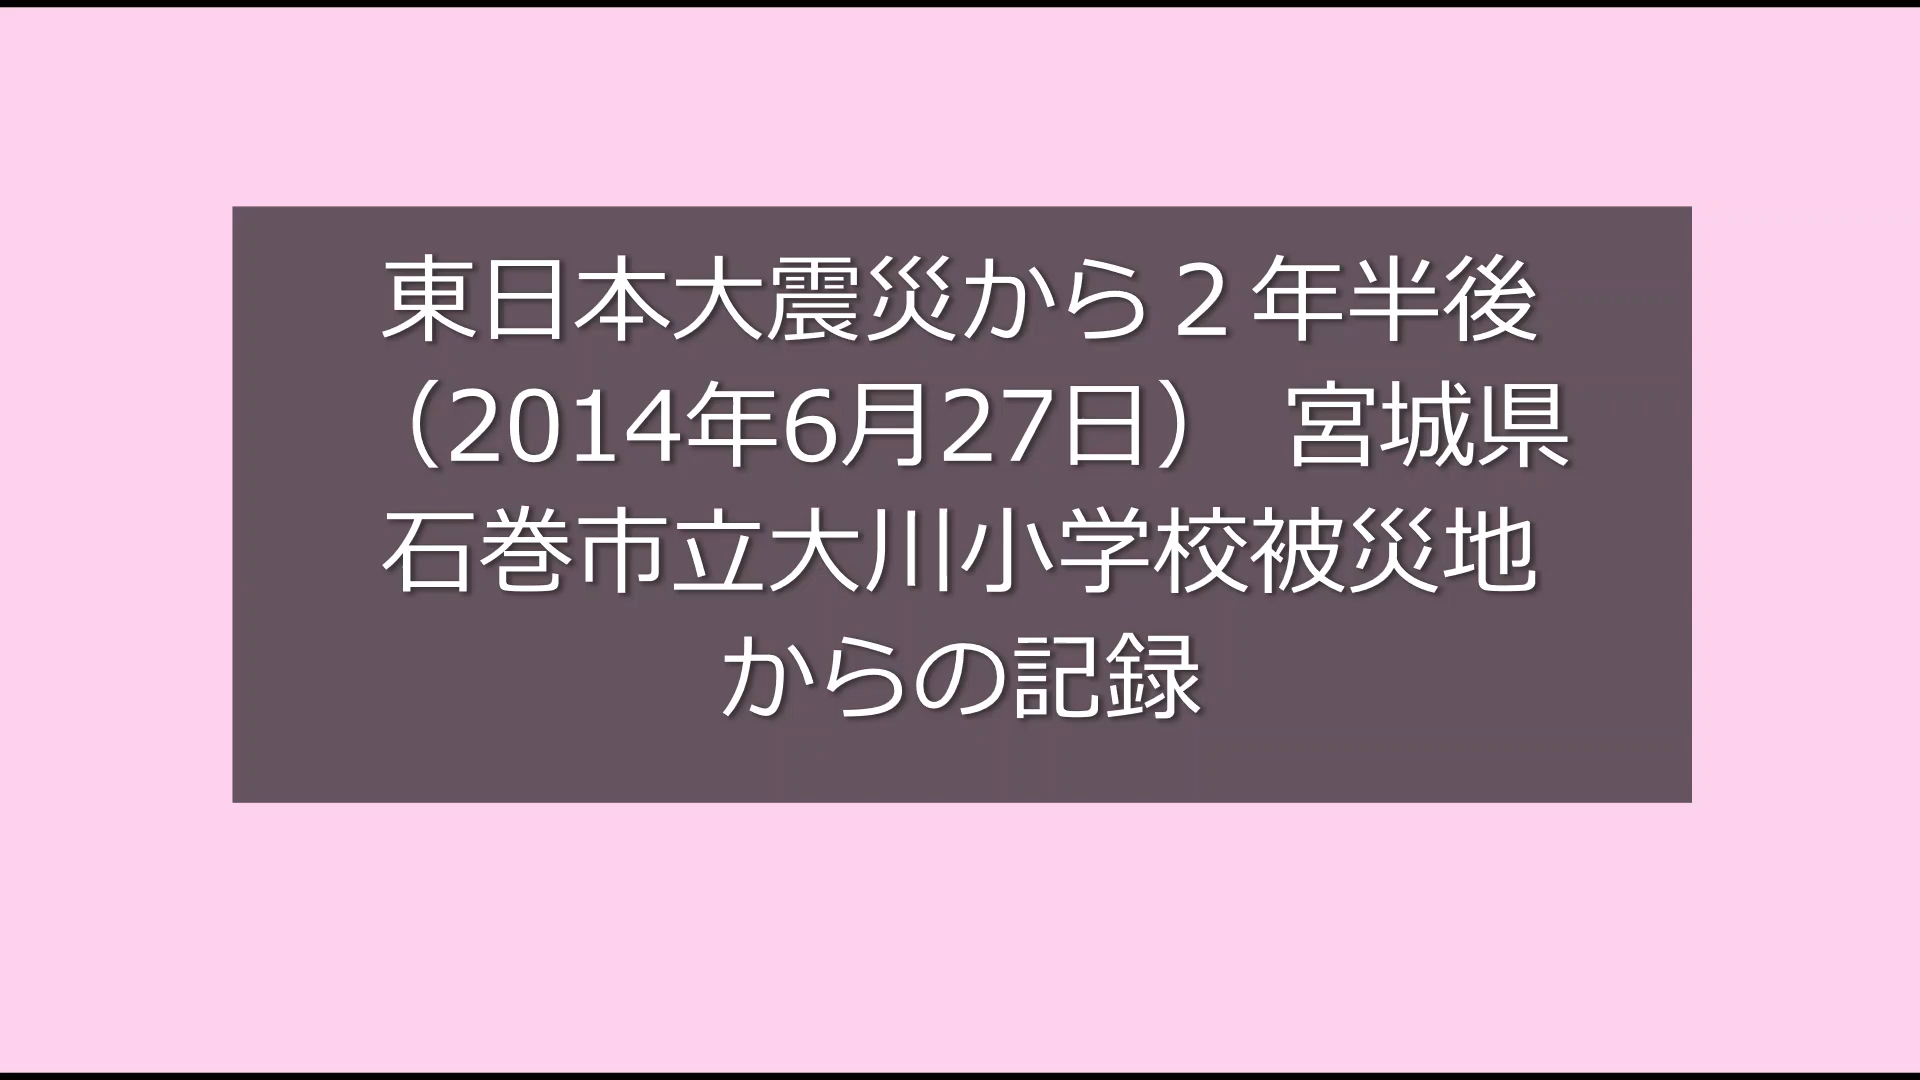 東日本大震災から２年半後
（2014年6月27日） 宮城県
石巻市立大川小学校被災地
からの記録